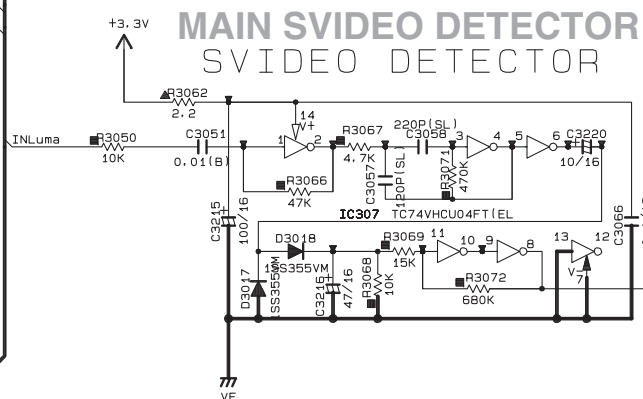 MAIN SVIDEO DETECTOR
SVIDEO DETECTOR
+3.3V
R3062
2.2
14
V+
INLuma
R3050
10K
C3051
0.01(B)
1
2
R3066
47K
R3067
4.7K
C3057
120P(SL)
220P(SL)
C3058
R3071
470K
3
4
5
6
C3220
10/16
C3215
100/16
IC307 TC74VHCU04FT(EL
D3018
1SS355VM
D3017
1SS355VM
C3216
47/16
R3068
10K
R3069
15K
11
10
9
8
R3072
680K
13
12
V-
7
C3066
VF